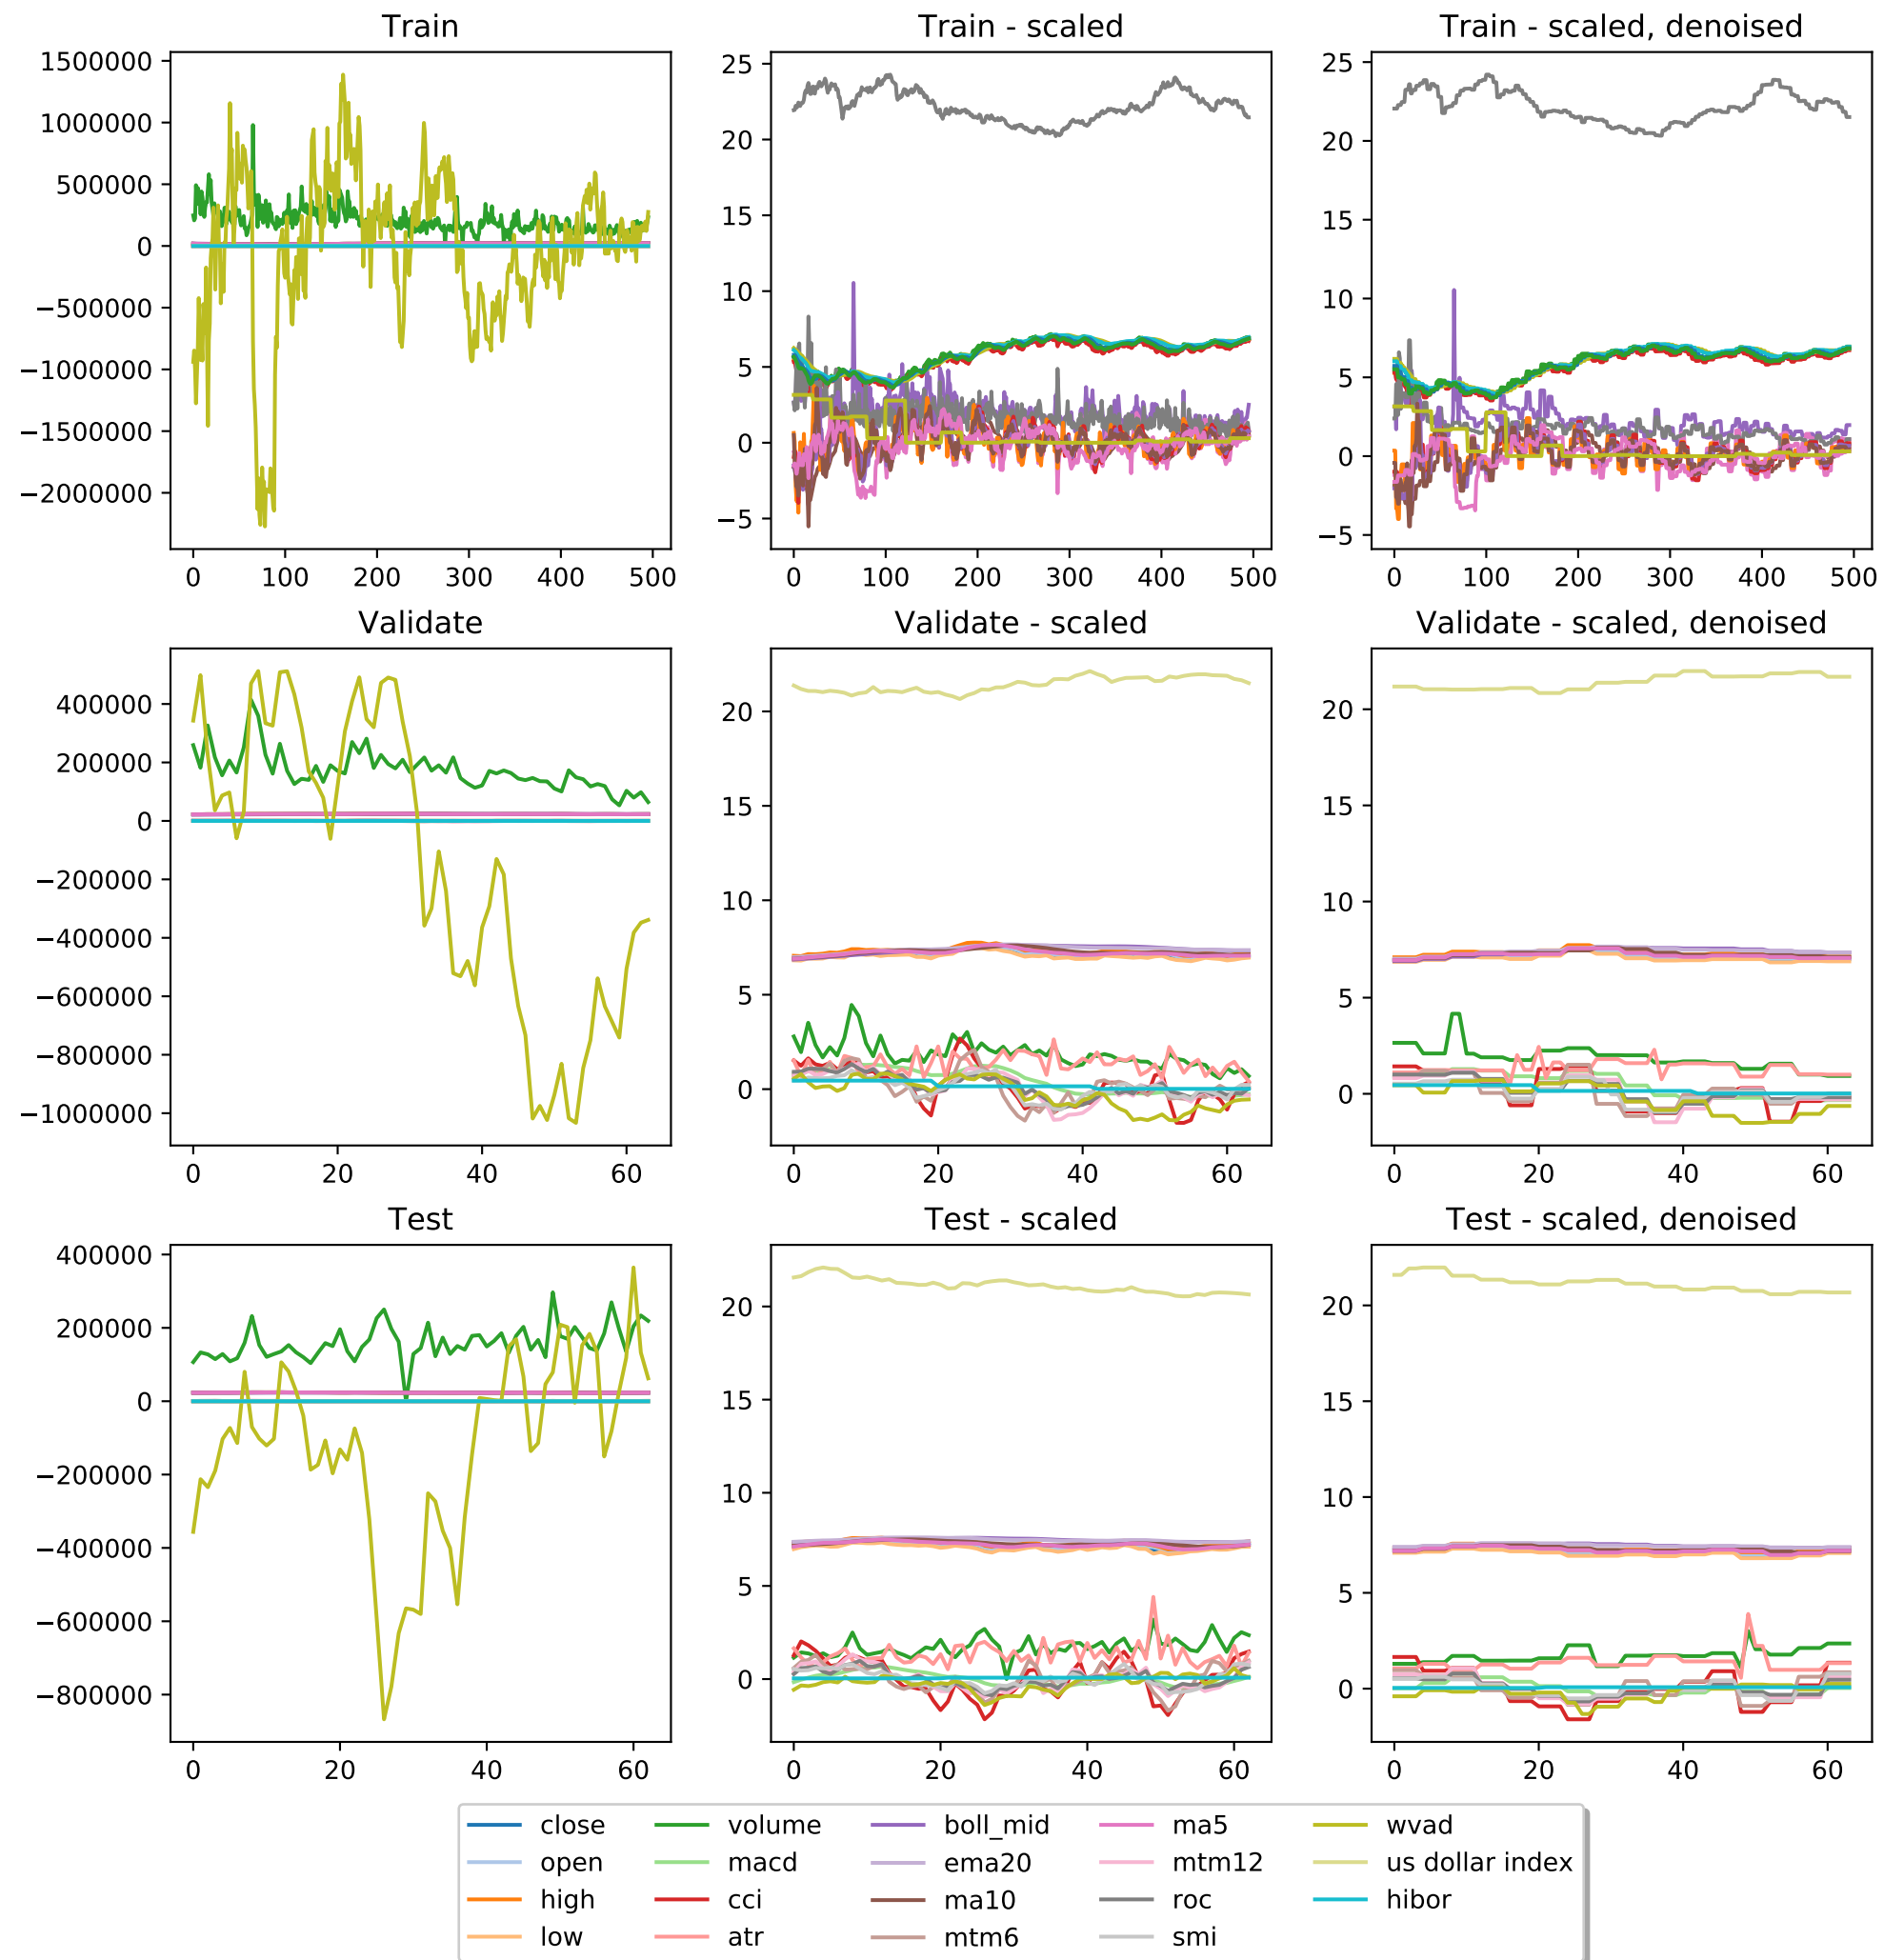 Train
Train - scaled
Train - scaled, denoised
1500000
1000000
500000
0
−500000
−1000000
−1500000
−2000000
0 100 200 300 400 500
25
20
15
10
5
0
−5
0 100 200 300 400 500
25
20
15
10
5
0
−5
0 100 200 300 400 500
Validate
Validate - scaled
Validate - scaled, denoised
400000
200000
0
−200000
−400000
−600000
−800000
−1000000
0 20 40 60
20
15
10
5
0
0 20 40 60
20
15
10
5
0
0 20 40 60
Test
Test - scaled
Test - scaled, denoised
400000
200000
0
−200000
−400000
−600000
−800000
0 20 40 60
20
15
10
5
0
0 20 40 60
20
15
10
5
0
0 20 40 60
close
open
high
low
volume
macd
cci
atr
boll_mid
ema20
ma10
mtm6
ma5
mtm12
roc
smi
wvad
us dollar index
hibor